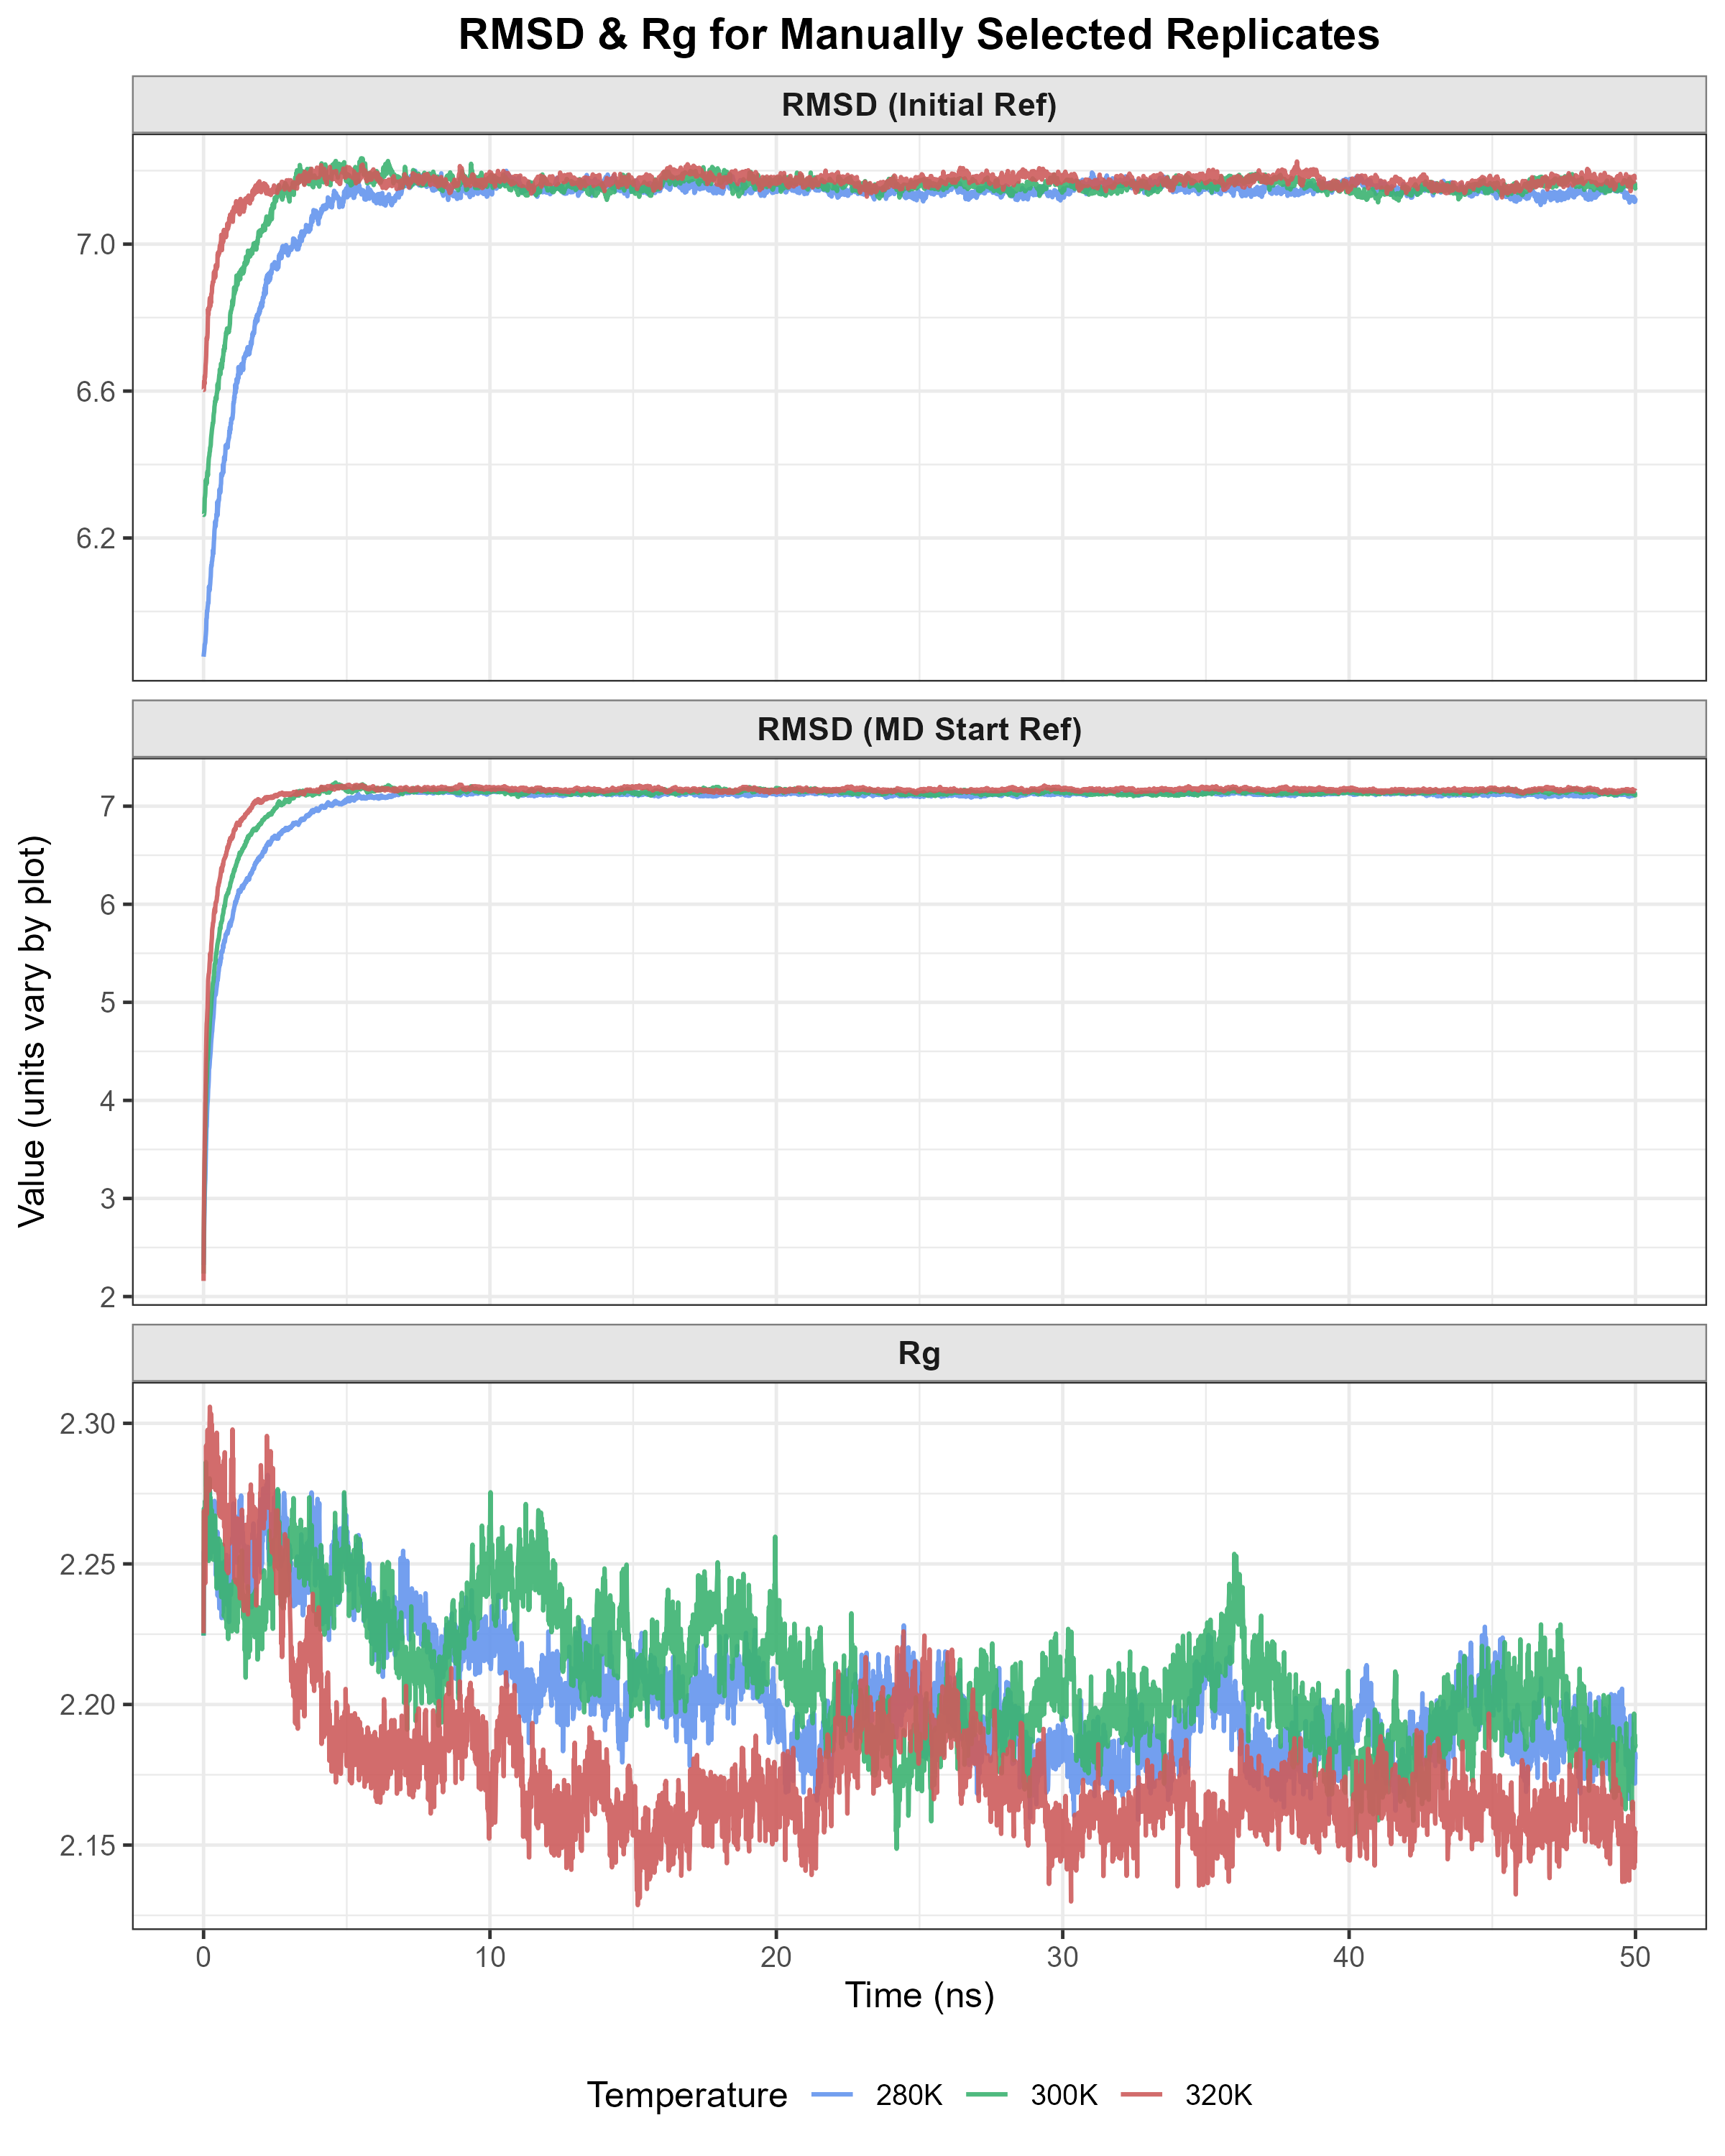 RMSD & Rg for Manually Selected Replicates
RMSD (Initial Ref)
7.0
6.6
6.2
RMSD (MD Start Ref)
7
6
5
4
3
2
Value (units vary by plot)
Rg
2.30
2.25
2.20
2.15
0 10 20 30 40 50
Time (ns)
Temperature 280K 300K 320K